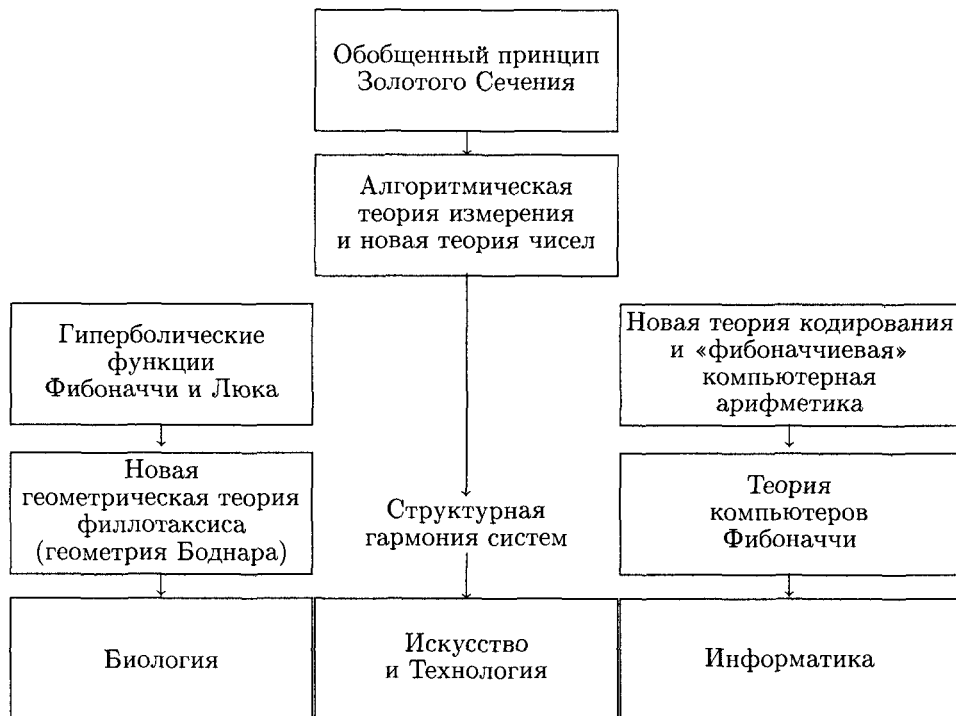 Обобщенный принцип
Золотого Сечения
Алгоритмическая
теория измерения
и новая теория чисел
Гиперболические
функции
Фибоначчи и Люка
Новая теория кодирования
и «фибоначчиевая»
компьютерная
арифметика
Новая
геометрическая теория
филлотаксиса
(геометрия Боднара)
Структурная
гармония систем
Теория
компьютеров
Фибоначчи
Биология
Искусство
и Технология
Информатика